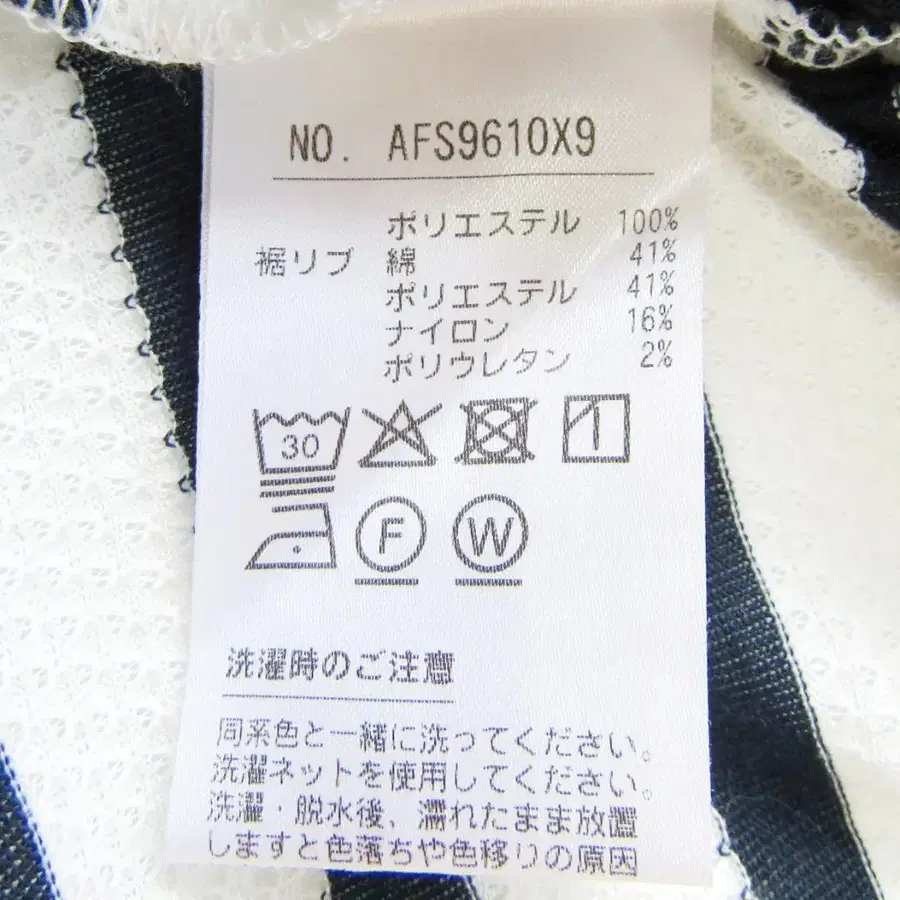 NO. AFS9610X9
ポリエステル 100%
裾リブ 綿 41%
ポリエステル 41%
ナイロン 16%
ポリウレタン 2%
30
F W
洗濯時のご注意
同系色と一緒に洗ってください。
洗濯ネットを使用してください。
洗濯・脱水後、濡れたまま放置
しますと色落ちや色移りの原因